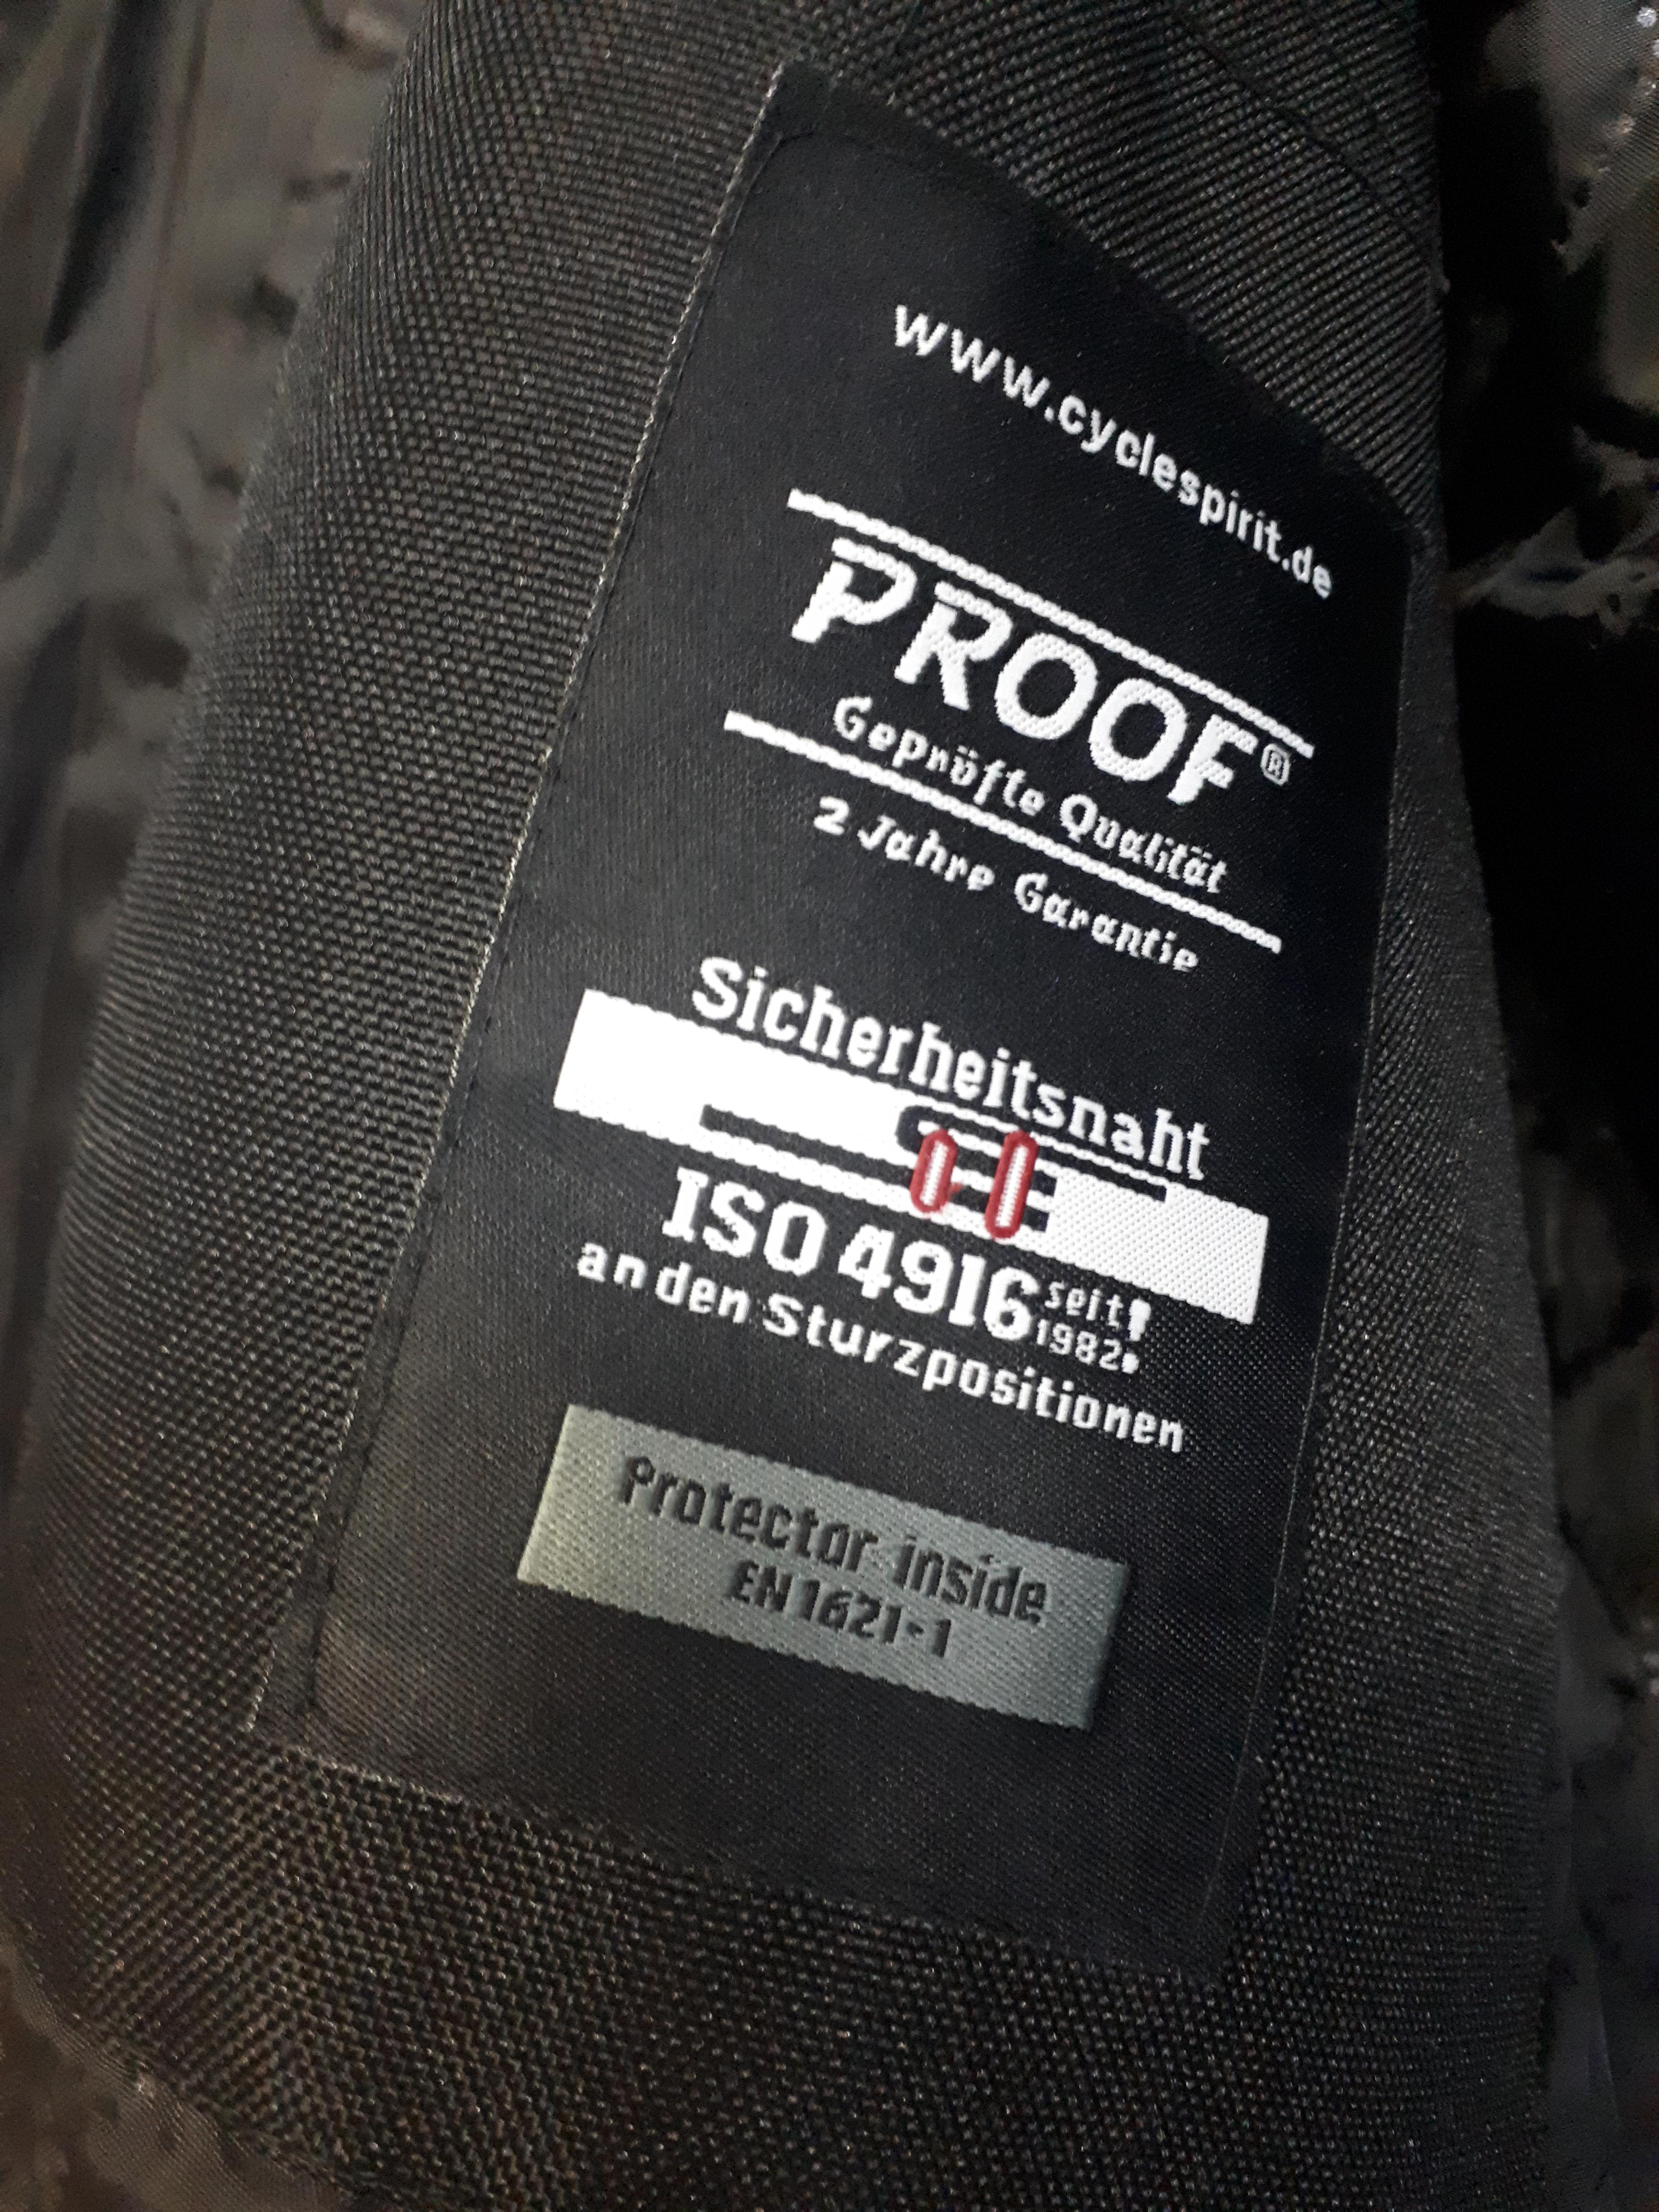 www.cyclespirit.de
PROOF®
Geprüfte Qualität
2 Jahre Garantie
Sicherheitsnaht
ISO 4916 seit 1982!
an den Sturzpositionen
Protector inside
EN 1621-1